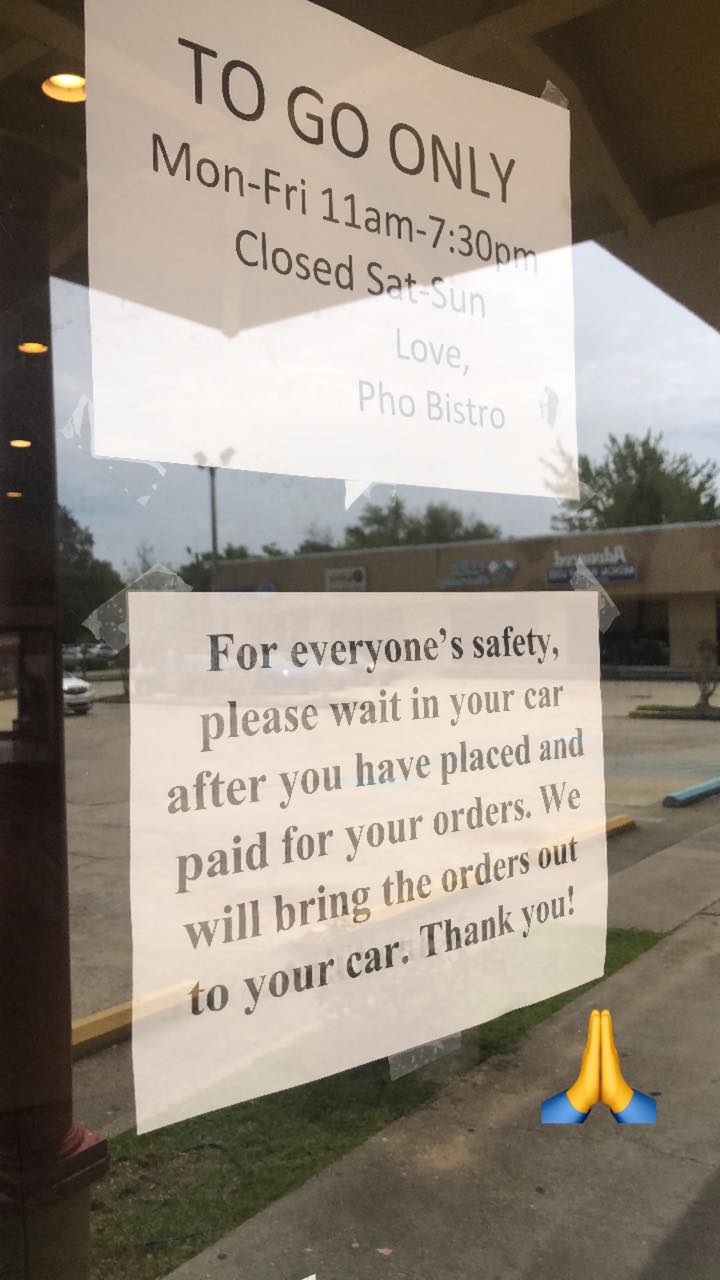 TO GO ONLY
Mon-Fri 11am-7:30pm
Closed Sat-Sun
Love,
Pho Bistro
For everyone's safety,
please wait in your car
after you have placed and
paid for your orders. We
will bring the orders out
to your car. Thank you!